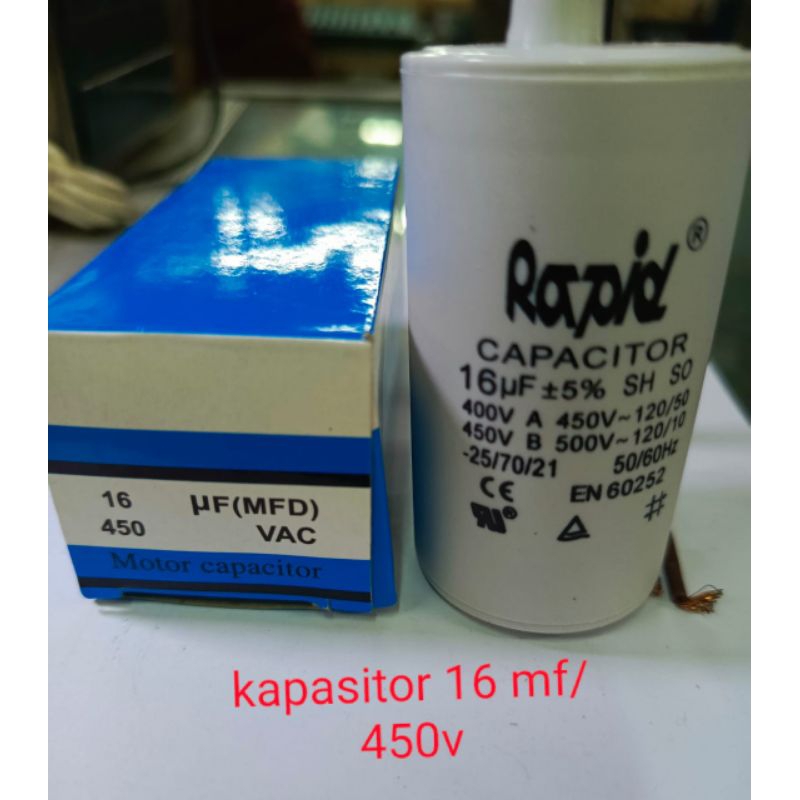 16 µF(MFD)
450 VAC
Motor capacitor
Rapid ®
CAPACITOR
16µF±5% SH SO
400V A 450V~120/50
450V B 500V~120/10
-25/70/21 50/60Hz
CE EN 60252
#
kapasitor 16 mf/
450v